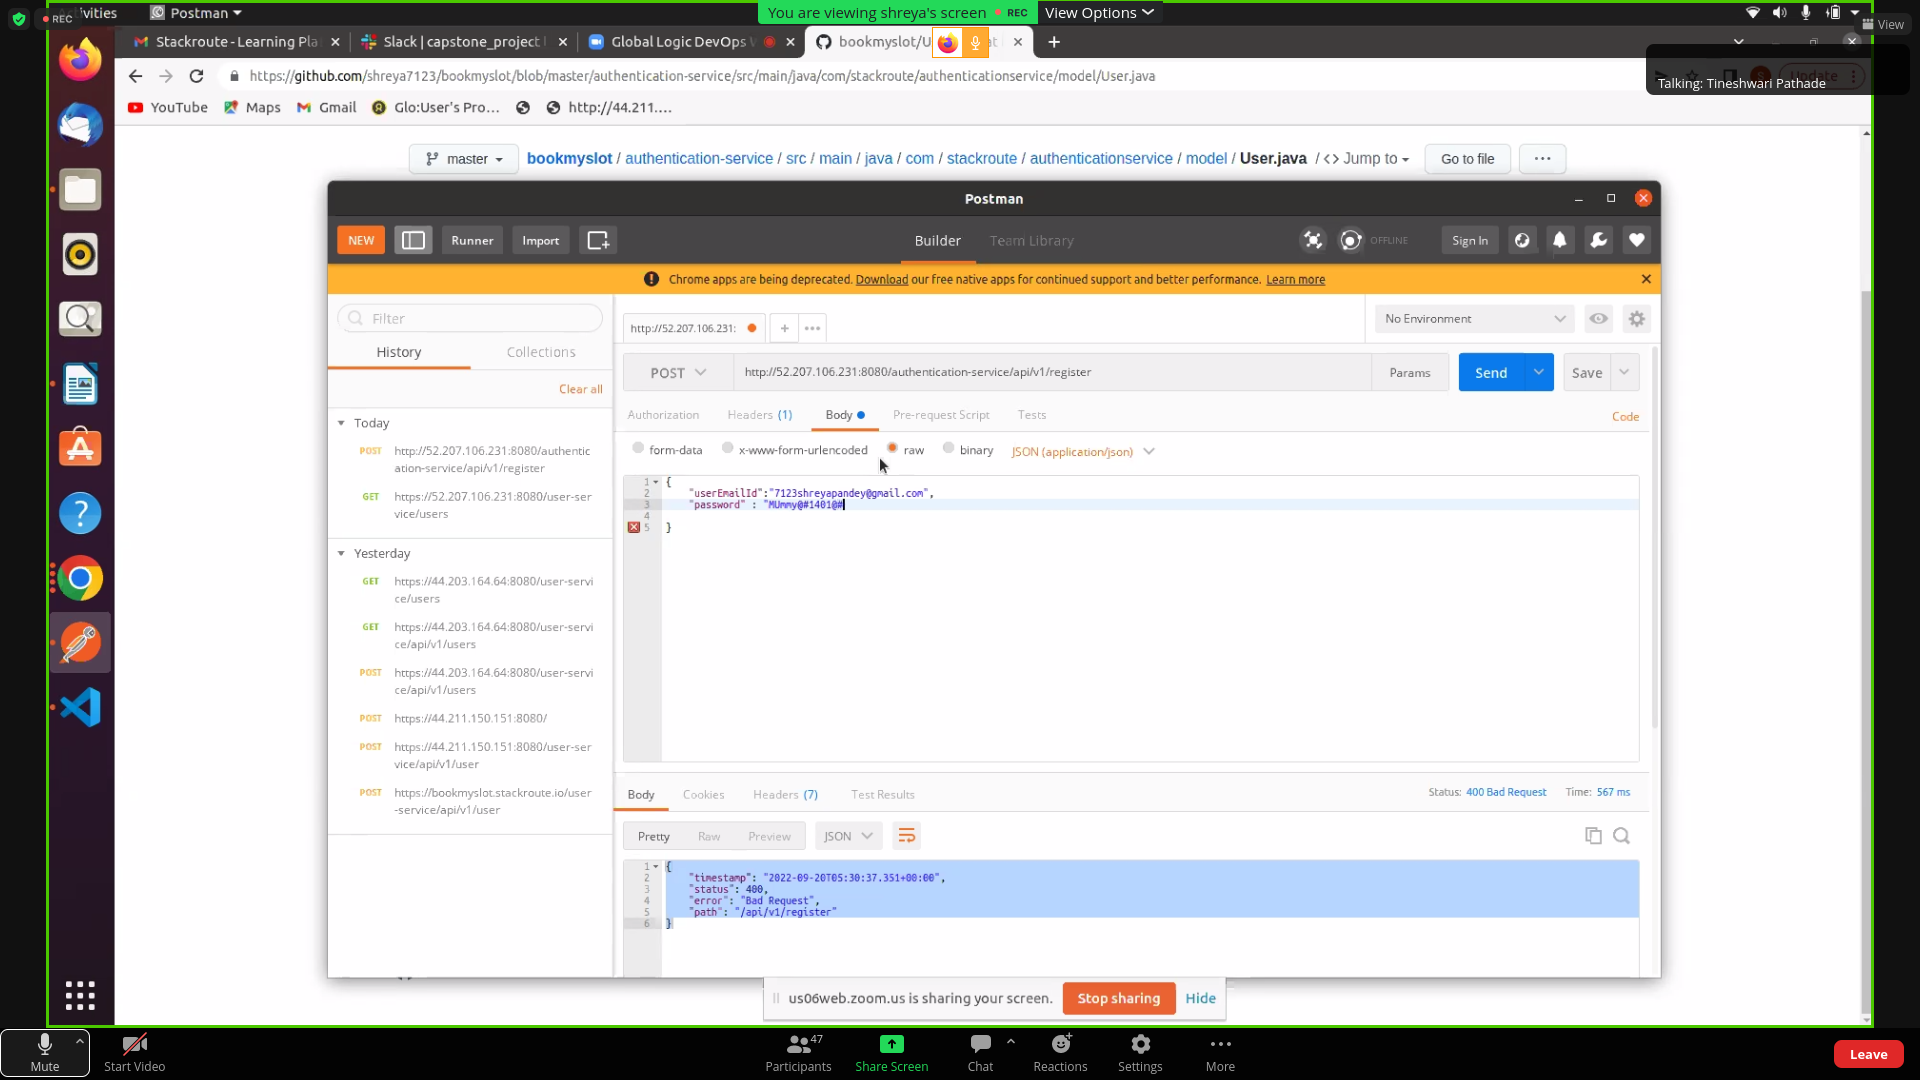 REC
Activities
Postman
You are viewing shreya's screen
REC
View Options
View
Stackroute - Learning Pla
Slack | capstone_project
Global Logic DevOps
bookmyslot/U
https://github.com/shreya7123/bookmyslot/blob/master/authentication-service/src/main/java/com/stackroute/authenticationservice/model/User.java
Update
Talking: Tineshwari Pathade
YouTube
Maps
Gmail
Glo:User's Pro...
http://44.211....
master
bookmyslot / authentication-service / src / main / java / com / stackroute / authenticationservice / model / User.java / <> Jump to
Go to file
Postman
NEW
Runner
Import
Builder
Team Library
OFFLINE
Sign In
Chrome apps are being deprecated. Download our free native apps for continued support and better performance. Learn more
Filter
History
Collections
Clear all
Today
POST http://52.207.106.231:8080/authentic
ation-service/api/v1/register
GET https://52.207.106.231:8080/user-ser
vice/users
Yesterday
GET https://44.203.164.64:8080/user-servi
ce/users
GET https://44.203.164.64:8080/user-servi
ce/api/v1/users
POST https://44.203.164.64:8080/user-servi
ce/api/v1/users
POST https://44.211.150.151:8080/
POST https://44.211.150.151:8080/user-ser
vice/api/v1/user
POST https://bookmyslot.stackroute.io/user
-service/api/v1/user
http://52.207.106.231:
No Environment
POST
http://52.207.106.231:8080/authentication-service/api/v1/register
Params
Send
Save
Authorization
Headers (1)
Body
Pre-request Script
Tests
Code
form-data
x-www-form-urlencoded
raw
binary
JSON (application/json)
1 {
2 "userEmailId":"7123shreyapandey@gmail.com",
3 "password" : "MUmmy@#1401@#
4
5 }
Body
Cookies
Headers (7)
Test Results
Status: 400 Bad Request
Time: 567 ms
Pretty
Raw
Preview
JSON
1 {
2 "timestamp": "2022-09-20T05:30:37.351+00:00",
3 "status": 400,
4 "error": "Bad Request",
5 "path": "/api/v1/register"
6 }
us06web.zoom.us is sharing your screen.
Stop sharing
Hide
Mute
Start Video
Participants
47
Share Screen
Chat
Reactions
Settings
More
Leave